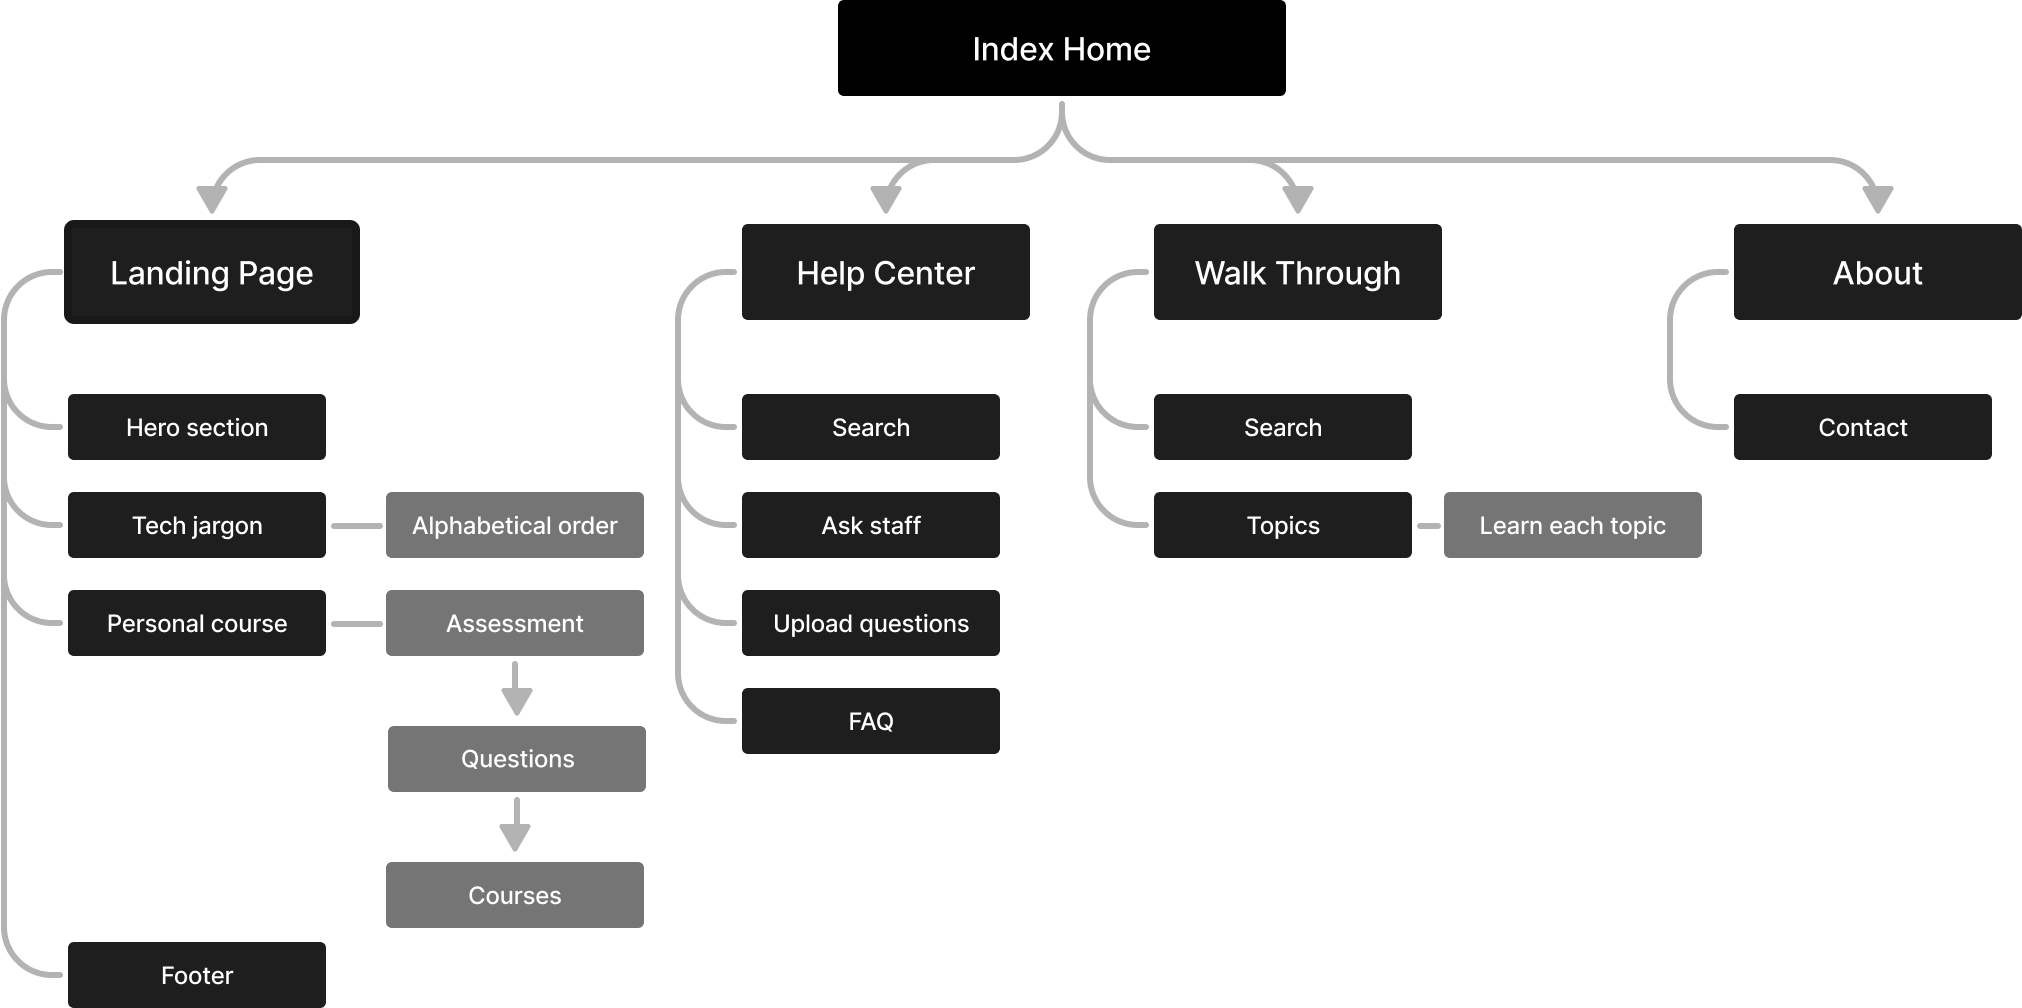 Index Home
Landing Page
Help Center
Walk Through
About
Hero section
Search
Search
Contact
Tech jargon
Alphabetical order
Ask staff
Topics
Learn each topic
Personal course
Assessment
Upload questions
FAQ
Questions
Courses
Footer